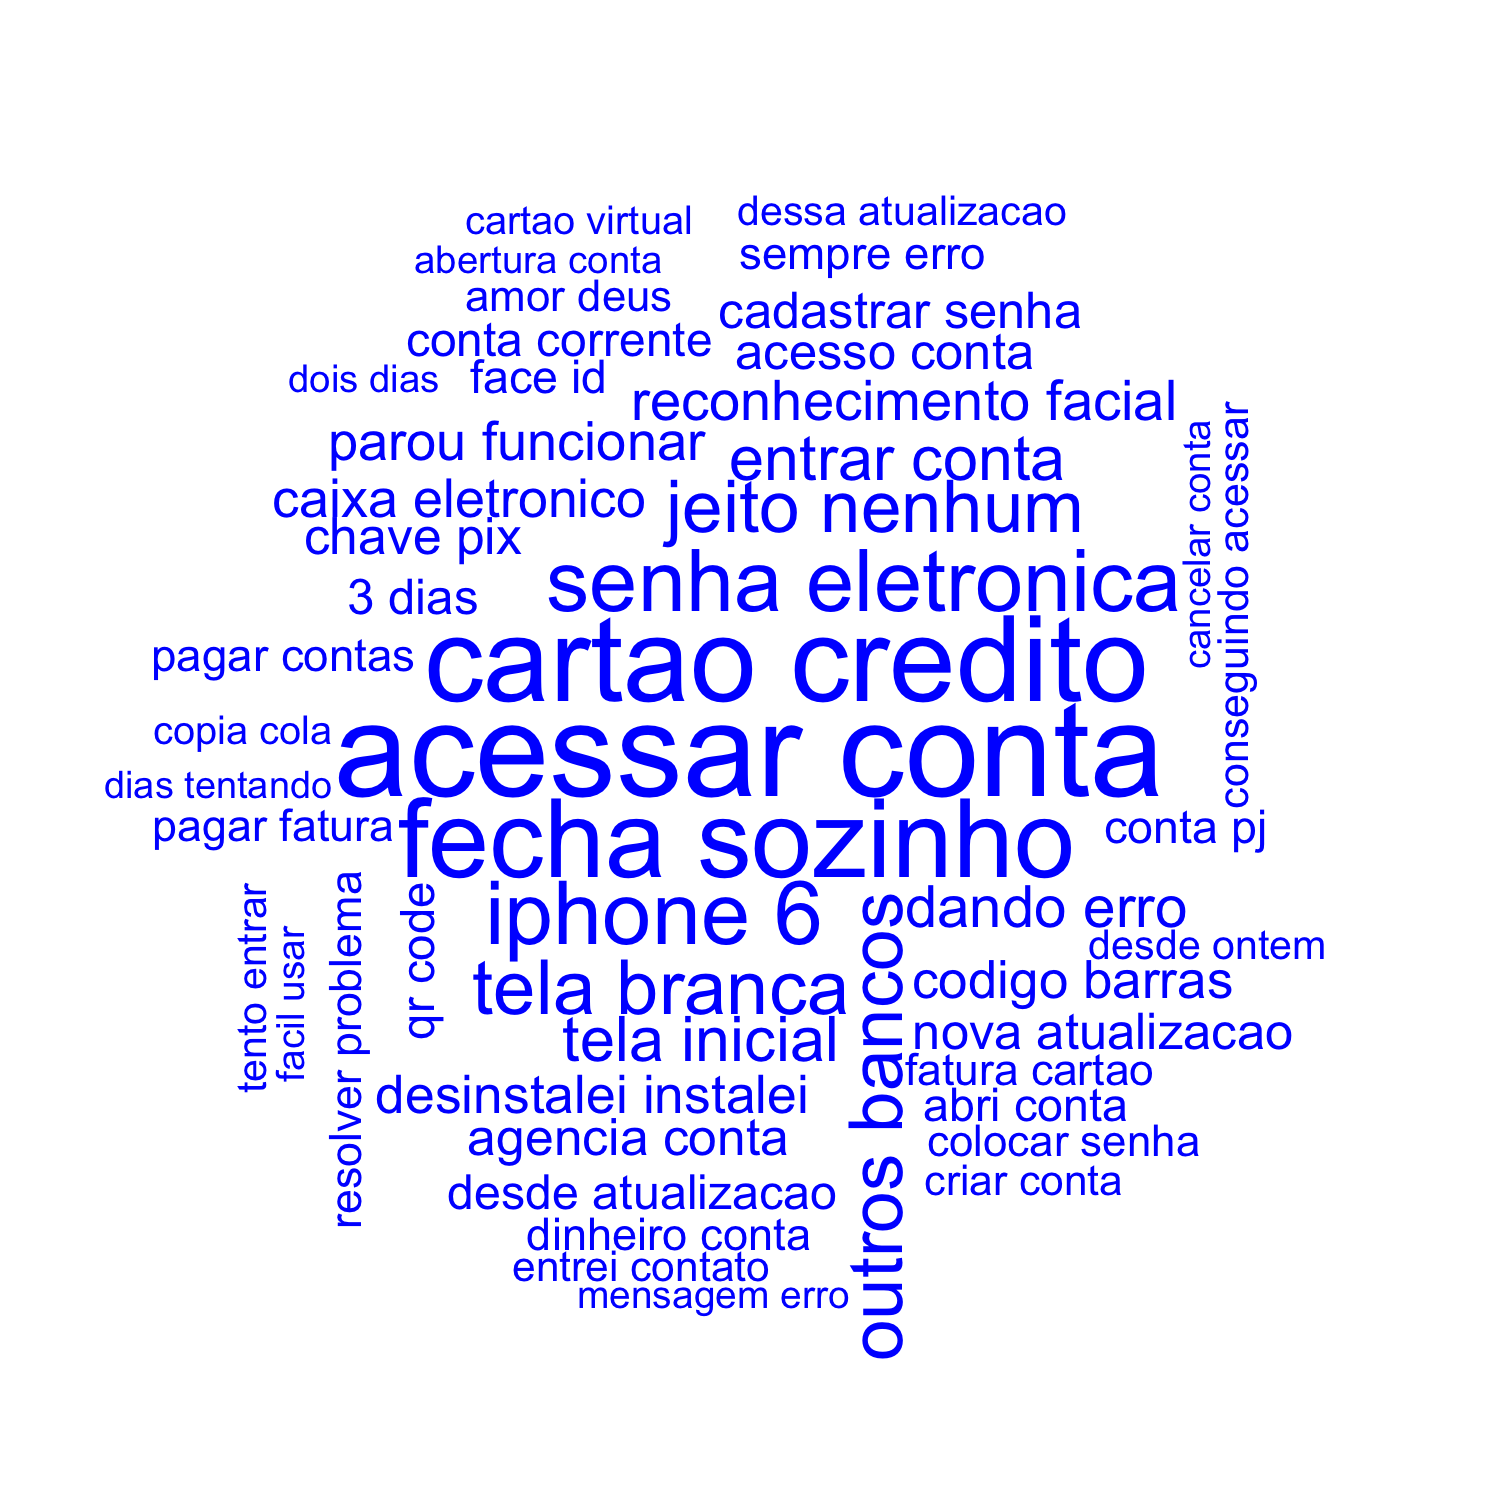 cartao virtual
dessa atualizacao
abertura conta
sempre erro
amor deus
cadastrar senha
conta corrente
acesso conta
dois dias
face id
reconhecimento facial
parou funcionar
entrar conta
cancelar conta
conseguindo acessar
caixa eletronico
jeito nenhum
chave pix
senha eletronica
3 dias
cartao credito
pagar contas
acessar conta
copia cola
dias tentando
fecha sozinho
pagar fatura
conta pj
tento entrar
facil usar
resolver problema
qr code
iphone 6
outros bancos
dando erro
desde ontem
tela branca
codigo barras
tela inicial
nova atualizacao
fatura cartao
desinstalei instalei
abri conta
agencia conta
colocar senha
desde atualizacao
criar conta
dinheiro conta
entrei contato
mensagem erro